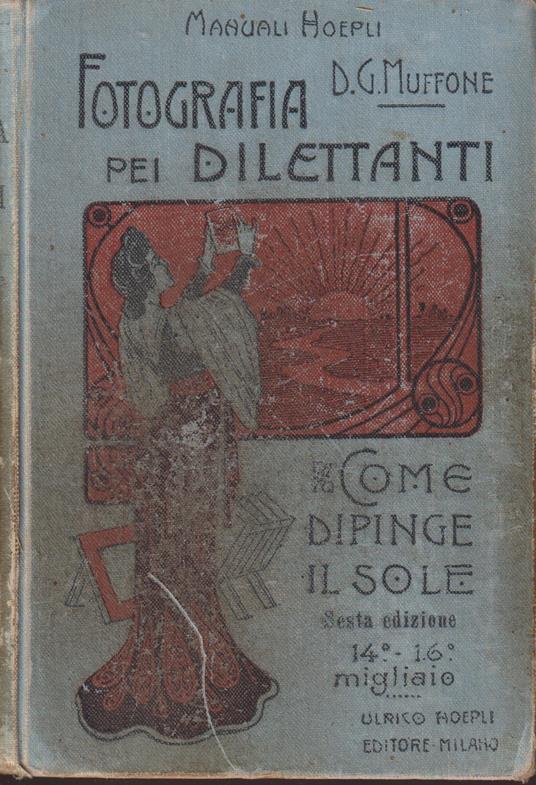 MANUALI HOEPLI
FOTOGRAFIA
D.G. MUFFONE
PEI DILETTANTI
COME
DIPINGE
IL SOLE
Sesta edizione
14.º - 16.º
migliaio
ULRICO HOEPLI
EDITORE-MILANO